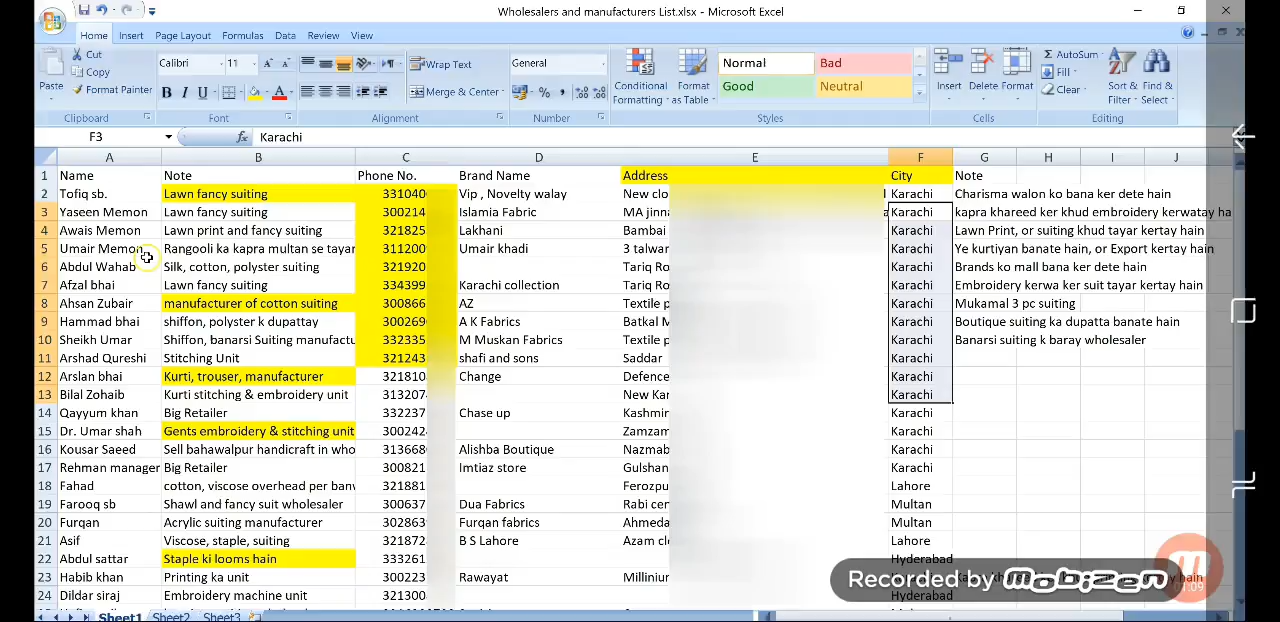 Wholesalers and manufacturers List.xlsx - Microsoft Excel
Home Insert Page Layout Formulas Data Review View
Cut Calibri 11 Wrap Text General Normal Bad AutoSum
Copy Fill
Paste Format Painter Merge & Center Conditional Formatting Format as Table Good Neutral Insert Delete Format Clear Sort & Filter Find & Select
Clipboard Font Alignment Number Styles Cells Editing
F3 fx Karachi
A B C D E F G H I J
1 Name Note Phone No. Brand Name Address City Note
2 Tofiq sb. Lawn fancy suiting 331040 Vip , Novelty walay New clo Karachi Charisma walon ko bana ker dete hain
3 Yaseen Memon Lawn fancy suiting 300214 Islamia Fabric MA jinna Karachi kapra khareed ker khud embroidery kerwatay ha
4 Awais Memon Lawn print and fancy suiting 321825 Lakhani Bambai Karachi Lawn Print, or suiting khud tayar kertay hain
5 Umair Memon Rangooli ka kapra multan se tayar 311200 Umair khadi 3 talwar Karachi Ye kurtiyan banate hain, or Export kertay hain
6 Abdul Wahab Silk, cotton, polyster suiting 321920 Tariq Ro Karachi Brands ko mall bana ker dete hain
7 Afzal bhai Lawn fancy suiting 334399 Karachi collection Tariq Ro Karachi Embroidery kerwa ker suit tayar kertay hain
8 Ahsan Zubair manufacturer of cotton suiting 300866 AZ Textile p Karachi Mukamal 3 pc suiting
9 Hammad bhai shiffon, polyster k dupattay 300269 A K Fabrics Batkal M Karachi Boutique suiting ka dupatta banate hain
10 Sheikh Umar Shiffon, banarsi Suiting manufactu 332335 M Muskan Fabrics Textile p Karachi Banarsi suiting k baray wholesaler
11 Arshad Qureshi Stitching Unit 321243 shafi and sons Saddar Karachi
12 Arslan bhai Kurti, trouser, manufacturer 321810 Change Defence Karachi
13 Bilal Zohaib Kurti stitching & embroidery unit 313207 New Kar Karachi
14 Qayyum khan Big Retailer 332237 Chase up Kashmir Karachi
15 Dr. Umar shah Gents embroidery & stitching unit 300242 Zamzam Karachi
16 Kousar Saeed Sell bahawalpur handicraft in who 313668 Alishba Boutique Nazmab Karachi
17 Rehman manager Big Retailer 300821 Imtiaz store Gulshan Karachi
18 Fahad cotton, viscose overhead per banv 321881 Ferozpu Lahore
19 Farooq sb Shawl and fancy suit wholesaler 300637 Dua Fabrics Rabi cen Multan
20 Furqan Acrylic suiting manufacturer 302863 Furqan fabrics Ahmeda Multan
21 Asif Viscose, staple, suiting 321872 B S Lahore Azam clo Lahore
22 Abdul sattar Staple ki looms hain 333261 Hyderabad
23 Habib khan Printing ka unit 300223 Rawayat Milliniur
24 Dildar siraj Embroidery machine unit 321300 Hyderabad
Sheet1 Sheet2 Sheet3
Recorded by Mobizen
01:09